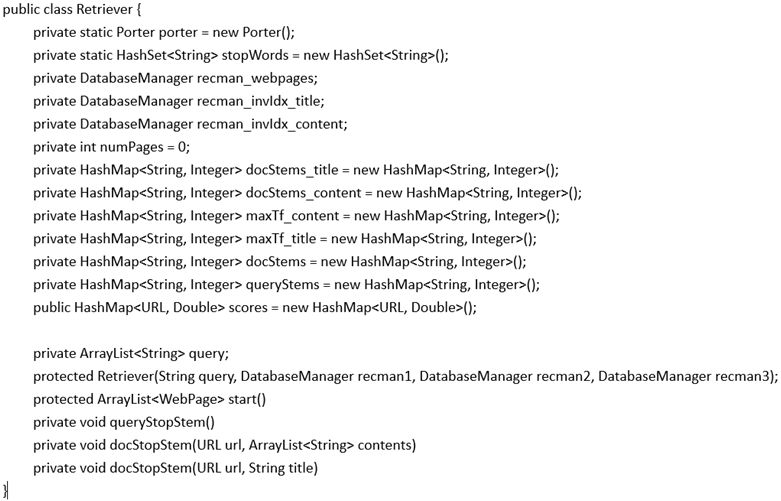 public class Retriever {
private static Porter porter = new Porter();
private static HashSet<String> stopWords = new HashSet<String>();
private DatabaseManager recman_webpages;
private DatabaseManager recman_invIdx_title;
private DatabaseManager recman_invIdx_content;
private int numPages = 0;
private HashMap<String, Integer> docStems_title = new HashMap<String, Integer>();
private HashMap<String, Integer> docStems_content = new HashMap<String, Integer>();
private HashMap<String, Integer> maxTf_content = new HashMap<String, Integer>();
private HashMap<String, Integer> maxTf_title = new HashMap<String, Integer>();
private HashMap<String, Integer> docStems = new HashMap<String, Integer>();
private HashMap<String, Integer> queryStems = new HashMap<String, Integer>();
public HashMap<URL, Double> scores = new HashMap<URL, Double>();
private ArrayList<String> query;
protected Retriever(String query, DatabaseManager recman1, DatabaseManager recman2, DatabaseManager recman3);
protected ArrayList<WebPage> start()
private void queryStopStem()
private void docStopStem(URL url, ArrayList<String> contents)
private void docStopStem(URL url, String title)
}